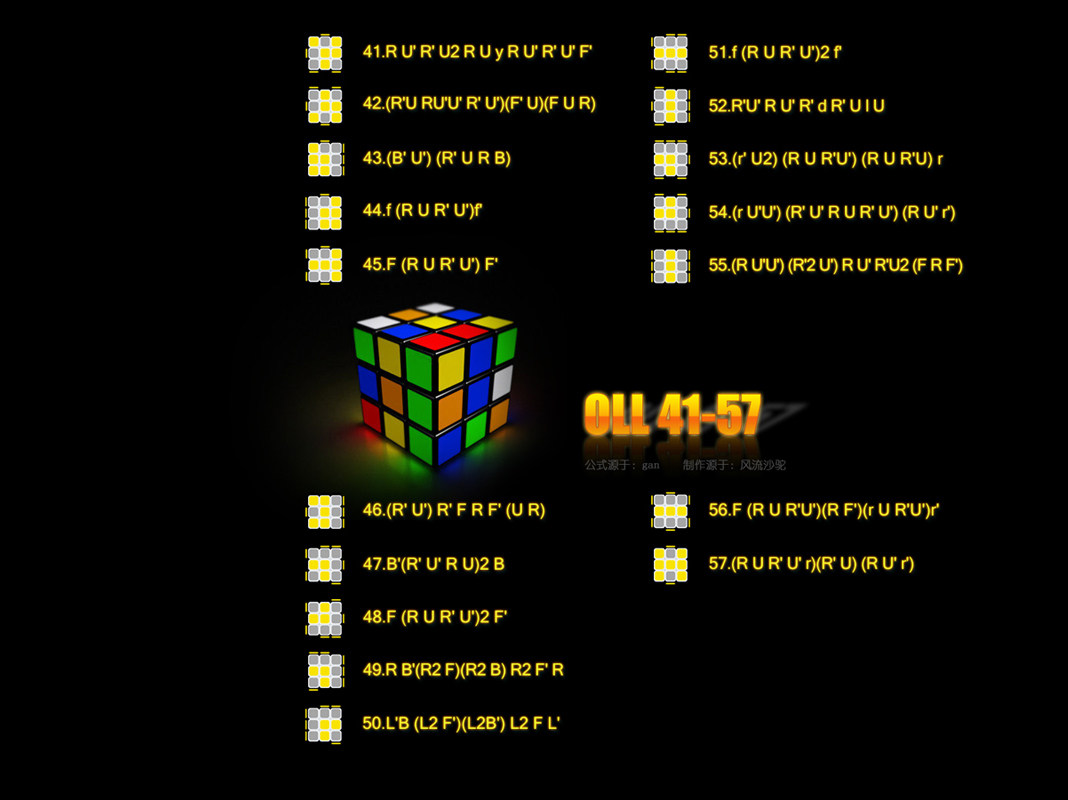 41.R U' R' U2 R U y R U' R' U' F'
42.(R'U RU'U' R' U')(F' U)(F U R)
43.(B' U') (R' U R B)
44.f (R U R' U')f'
45.F (R U R' U') F'
51.f (R U R' U')2 f'
52.R'U' R U' R' d R' U l U
53.(r' U2) (R U R'U') (R U R'U) r
54.(r U'U') (R' U' R U R' U') (R U' r')
55.(R U'U') (R'2 U') R U' R'U2 (F R F')
OLL 41-57
公式源于: gan 制作源于: 风流沙驼
46.(R' U') R' F R F' (U R)
47.B'(R' U' R U)2 B
48.F (R U R' U')2 F'
49.R B'(R2 F)(R2 B) R2 F' R
50.L'B (L2 F')(L2B') L2 F L'
56.F (R U R'U')(R F')(r U R'U')r'
57.(R U R' U' r)(R' U) (R U' r')